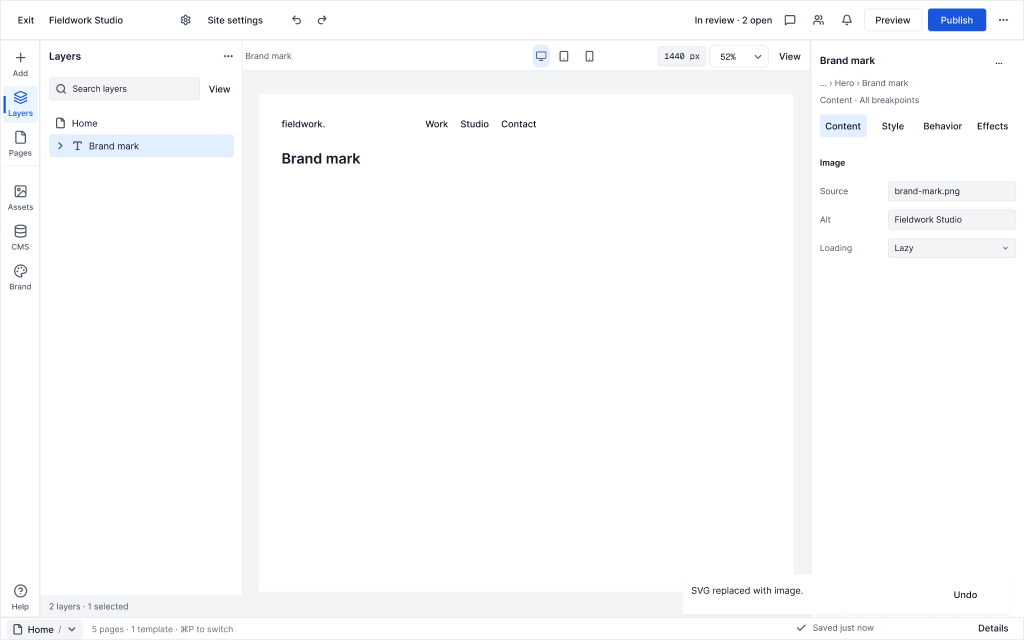 Exit
Fieldwork Studio
Site settings
In review · 2 open
Preview
Publish
Add
Layers
Pages
Assets
CMS
Brand
Help
Layers
Search layers
View
Home
Brand mark
2 layers · 1 selected
Brand mark
1440 px
52%
View
fieldwork.
Work
Studio
Contact
Brand mark
Brand mark
... › Hero › Brand mark
Content · All breakpoints
Content
Style
Behavior
Effects
Image
Source
brand-mark.png
Alt
Fieldwork Studio
Loading
Lazy
SVG replaced with image.
Undo
Home /
5 pages · 1 template · ⌘P to switch
Saved just now
Details